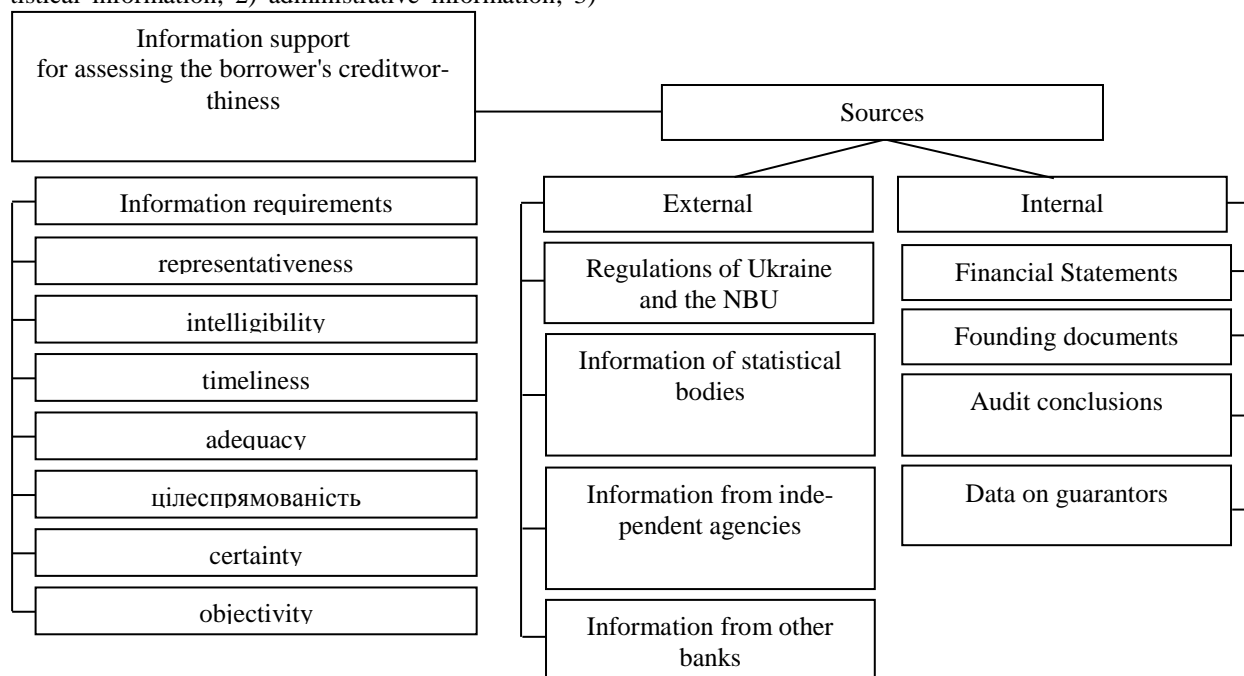 tistical information, 2) administrative information, 3)
Information support
for assessing the borrower's creditwor-
thiness
Sources
Information requirements
representativeness
intelligibility
timeliness
adequacy
цілеспрямованість
certainty
objectivity
External
Regulations of Ukraine
and the NBU
Information of statistical
bodies
Information from inde-
pendent agencies
Information from other
banks
Internal
Financial Statements
Founding documents
Audit conclusions
Data on guarantors